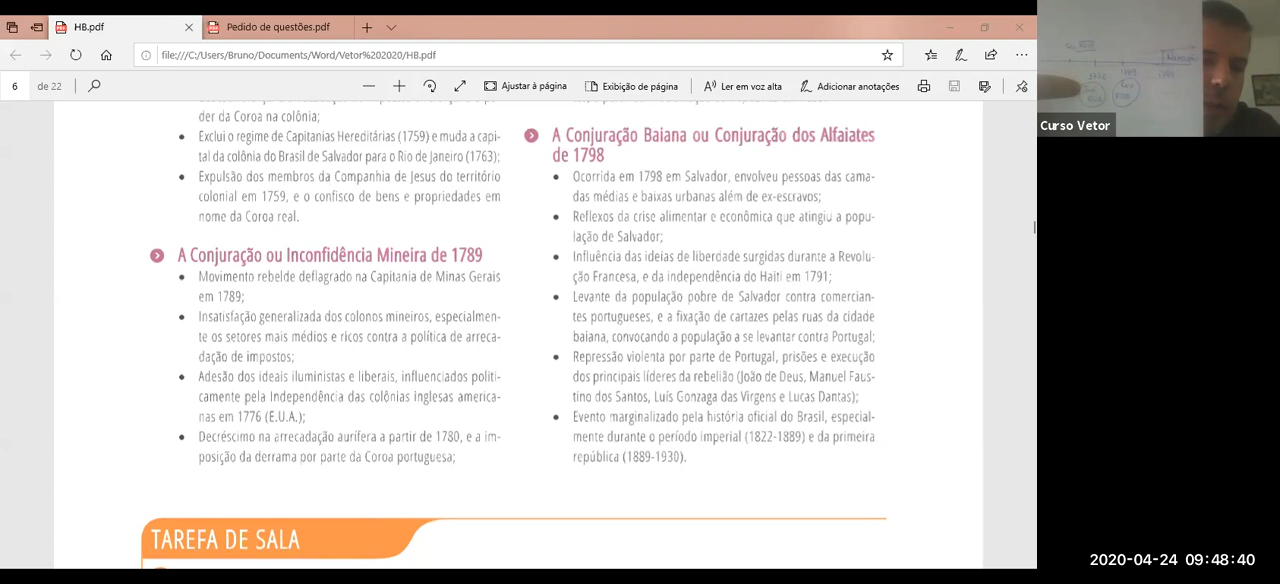 HB.pdf
Pedido de questões.pdf
file:///C:/Users/Bruno/Documents/Word/Vetor%202020/HB.pdf
6 de 22
Ajustar à página
Exibição de página
Ler em voz alta
Adicionar anotações
der da Coroa na colônia;
• Exclui o regime de Capitanias Hereditárias (1759) e muda a capi-
tal da colônia do Brasil de Salvador para o Rio de Janeiro (1763);
• Expulsão dos membros da Companhia de Jesus do território
colonial em 1759, e o confisco de bens e propriedades em
nome da Coroa real.
A Conjuração ou Inconfidência Mineira de 1789
• Movimento rebelde deflagrado na Capitania de Minas Gerais
em 1789;
• Insatisfação generalizada dos colonos mineiros, especialmen-
te os setores mais médios e ricos contra a política de arreca-
dação de impostos;
• Adesão dos ideais iluministas e liberais, influenciados politi-
camente pela Independência das colônias inglesas america-
nas em 1776 (E.U.A.);
• Decréscimo na arrecadação aurífera a partir de 1780, e a im-
posição da derrama por parte da Coroa portuguesa;
A Conjuração Baiana ou Conjuração dos Alfaiates
de 1798
• Ocorrida em 1798 em Salvador, envolveu pessoas das cama-
das médias e baixas urbanas além de ex-escravos;
• Reflexos da crise alimentar e econômica que atingiu a popu-
lação de Salvador;
• Influência das ideias de liberdade surgidas durante a Revolu-
ção Francesa, e da independência do Haiti em 1791;
• Levante da população pobre de Salvador contra comercian-
tes portugueses, e a fixação de cartazes pelas ruas da cidade
baiana, convocando a população a se levantar contra Portugal;
• Repressão violenta por parte de Portugal, prisões e execução
dos principais líderes da rebelião (João de Deus, Manuel Faus-
tino dos Santos, Luís Gonzaga das Virgens e Lucas Dantas);
• Evento marginalizado pela história oficial do Brasil, especial-
mente durante o período imperial (1822-1889) e da primeira
república (1889-1930).
TAREFA DE SALA
Curso Vetor
2020-04-24 09:48:40